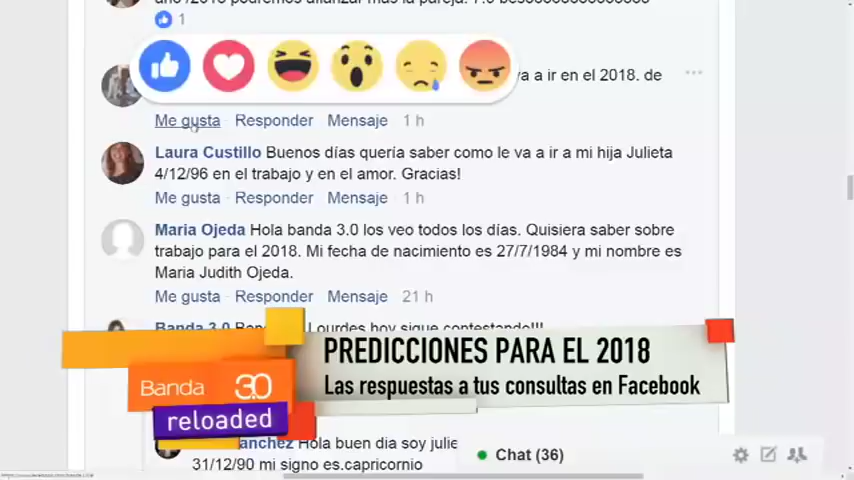 1
va a ir en el 2018. de
Me gusta Responder Mensaje 1 h
Laura Custillo Buenos días quería saber como le va a ir a mi hija Julieta
4/12/96 en el trabajo y en el amor. Gracias!
Me gusta Responder Mensaje 1 h
Maria Ojeda Hola banda 3.0 los veo todos los días. Quisiera saber sobre
trabajo para el 2018. Mi fecha de nacimiento es 27/7/1984 y mi nombre es
Maria Judith Ojeda.
Me gusta Responder Mensaje 21 h
Banda 3.0 Lourdes hoy sigue contestando!!!
PREDICCIONES PARA EL 2018
Las respuestas a tus consultas en Facebook
Banda 3.0
reloaded
Hola buen dia soy julie
31/12/90 mi signo es.capricornio
Chat (36)